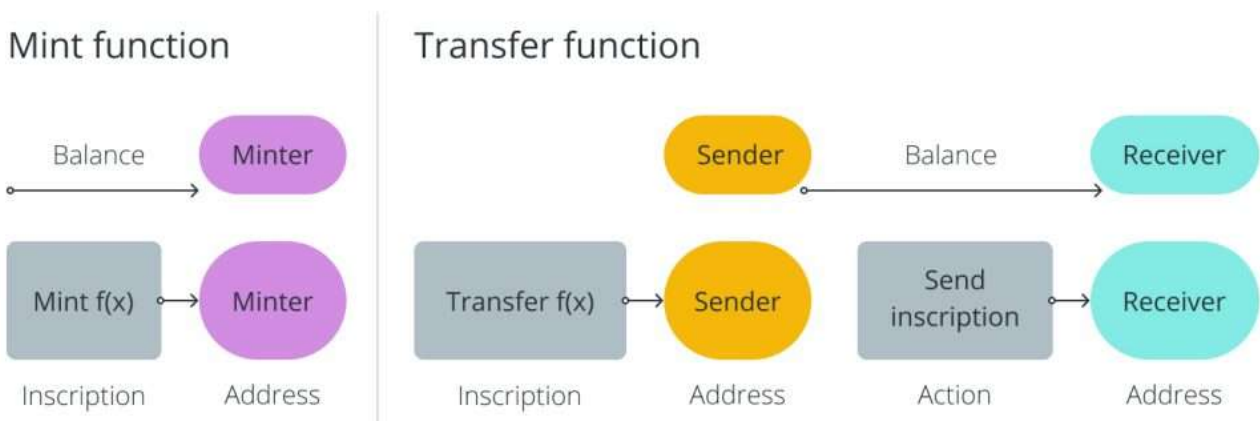 Mint function
Balance
Minter
Mint f(x)
Minter
Inscription
Address
Transfer function
Sender
Balance
Receiver
Transfer f(x)
Sender
Send
inscription
Receiver
Inscription
Address
Action
Address